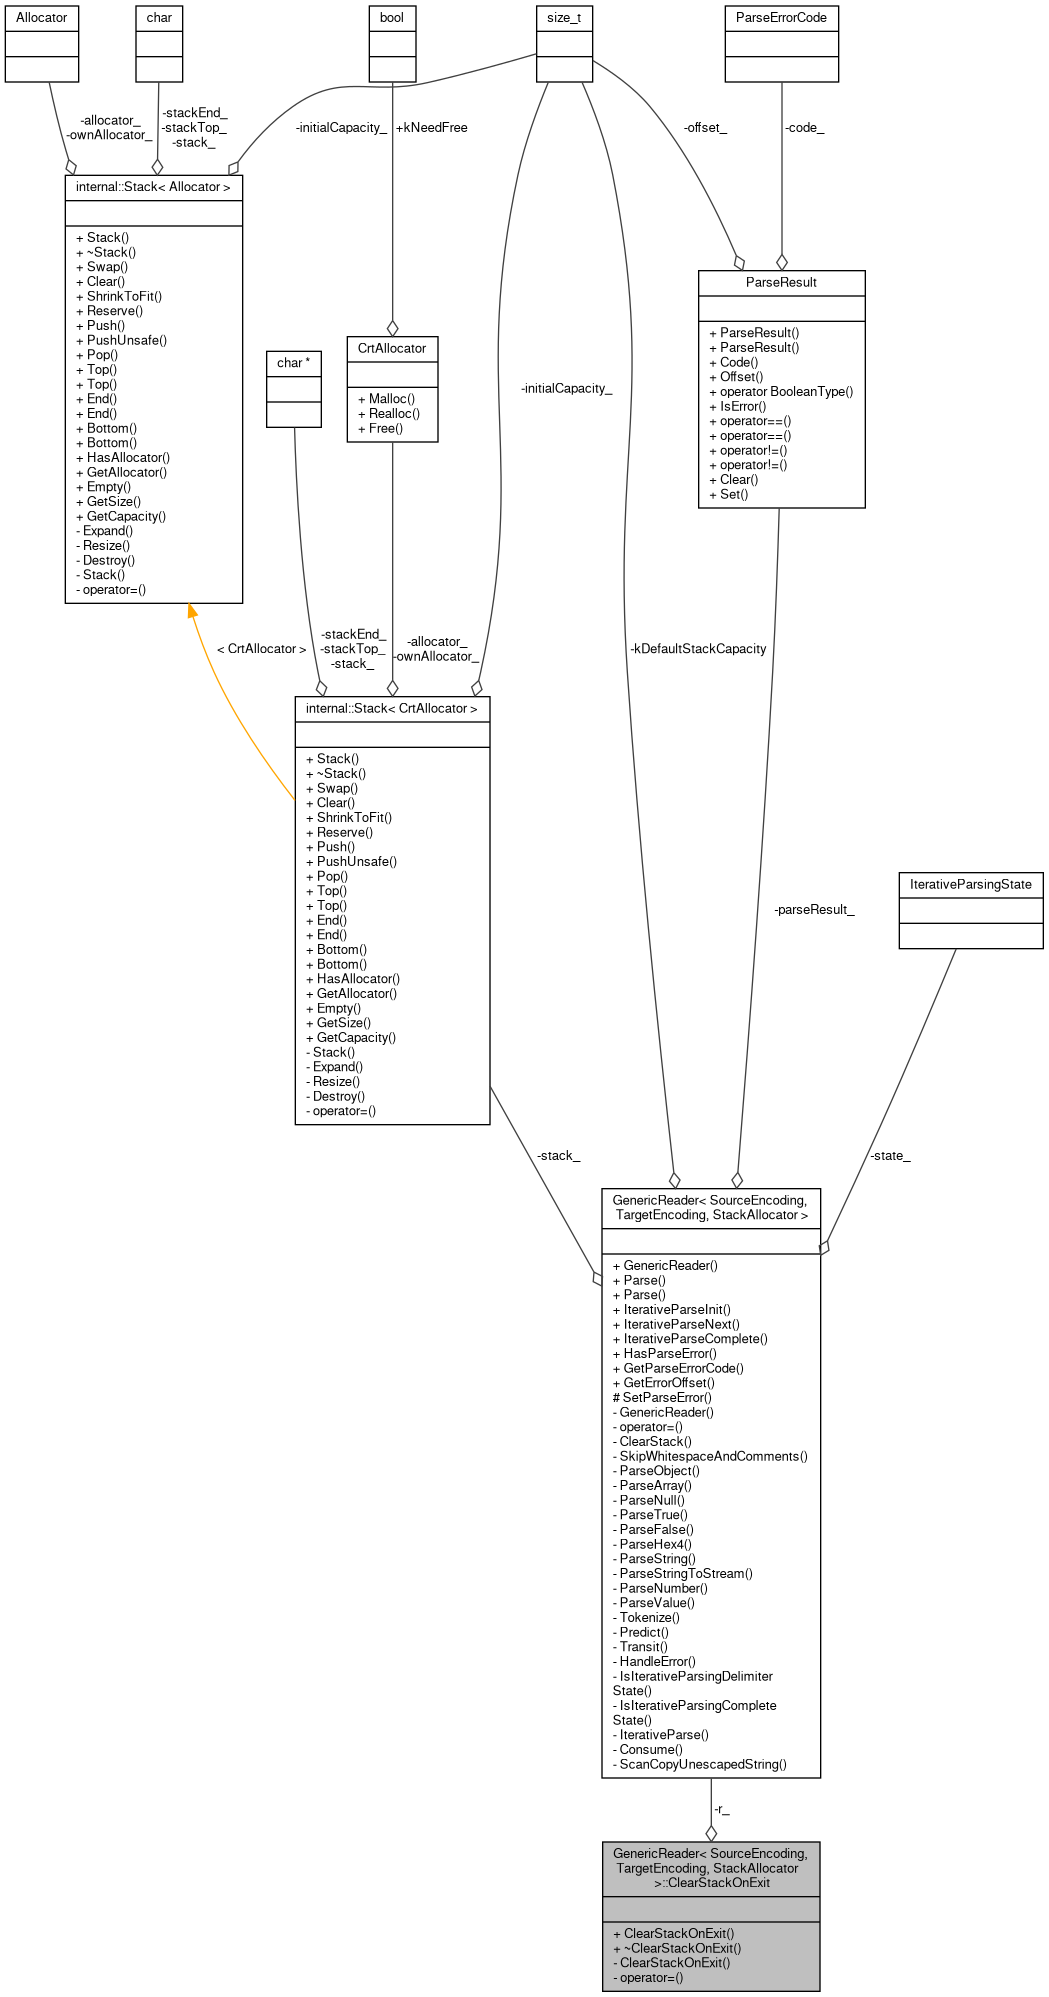 Allocator
char
bool
size_t
ParseErrorCode
-allocator_
-ownAllocator_
-stackEnd_
-stackTop_
-stack_
-initialCapacity_
+kNeedFree
-offset_
-code_
internal::Stack< Allocator >
+ Stack()
+ ~Stack()
+ Swap()
+ Clear()
+ ShrinkToFit()
+ Reserve()
+ Push()
+ PushUnsafe()
+ Pop()
+ Top()
+ Top()
+ End()
+ End()
+ Bottom()
+ Bottom()
+ HasAllocator()
+ GetAllocator()
+ Empty()
+ GetSize()
+ GetCapacity()
- Expand()
- Resize()
- Destroy()
- Stack()
- operator=()
char *
CrtAllocator
+ Malloc()
+ Realloc()
+ Free()
-initialCapacity_
ParseResult
+ ParseResult()
+ ParseResult()
+ Code()
+ Offset()
+ operator BooleanType()
+ IsError()
+ operator==()
+ operator==()
+ operator!=()
+ operator!=()
+ Clear()
+ Set()
< CrtAllocator >
-stackEnd_
-stackTop_
-stack_
-allocator_
-ownAllocator_
-kDefaultStackCapacity
internal::Stack< CrtAllocator >
+ Stack()
+ ~Stack()
+ Swap()
+ Clear()
+ ShrinkToFit()
+ Reserve()
+ Push()
+ PushUnsafe()
+ Pop()
+ Top()
+ Top()
+ End()
+ End()
+ Bottom()
+ Bottom()
+ HasAllocator()
+ GetAllocator()
+ Empty()
+ GetSize()
+ GetCapacity()
- Stack()
- Expand()
- Resize()
- Destroy()
- operator=()
-parseResult_
IterativeParsingState
-stack_
-state_
GenericReader< SourceEncoding,
TargetEncoding, StackAllocator >
+ GenericReader()
+ Parse()
+ Parse()
+ IterativeParseInit()
+ IterativeParseNext()
+ IterativeParseComplete()
+ HasParseError()
+ GetParseErrorCode()
+ GetErrorOffset()
# SetParseError()
- GenericReader()
- operator=()
- ClearStack()
- SkipWhitespaceAndComments()
- ParseObject()
- ParseArray()
- ParseNull()
- ParseTrue()
- ParseFalse()
- ParseHex4()
- ParseString()
- ParseStringToStream()
- ParseNumber()
- ParseValue()
- Tokenize()
- Predict()
- Transit()
- HandleError()
- IsIterativeParsingDelimiter
State()
- IsIterativeParsingComplete
State()
- IterativeParse()
- Consume()
- ScanCopyUnescapedString()
-r_
GenericReader< SourceEncoding,
TargetEncoding, StackAllocator
>::ClearStackOnExit
+ ClearStackOnExit()
+ ~ClearStackOnExit()
- ClearStackOnExit()
- operator=()